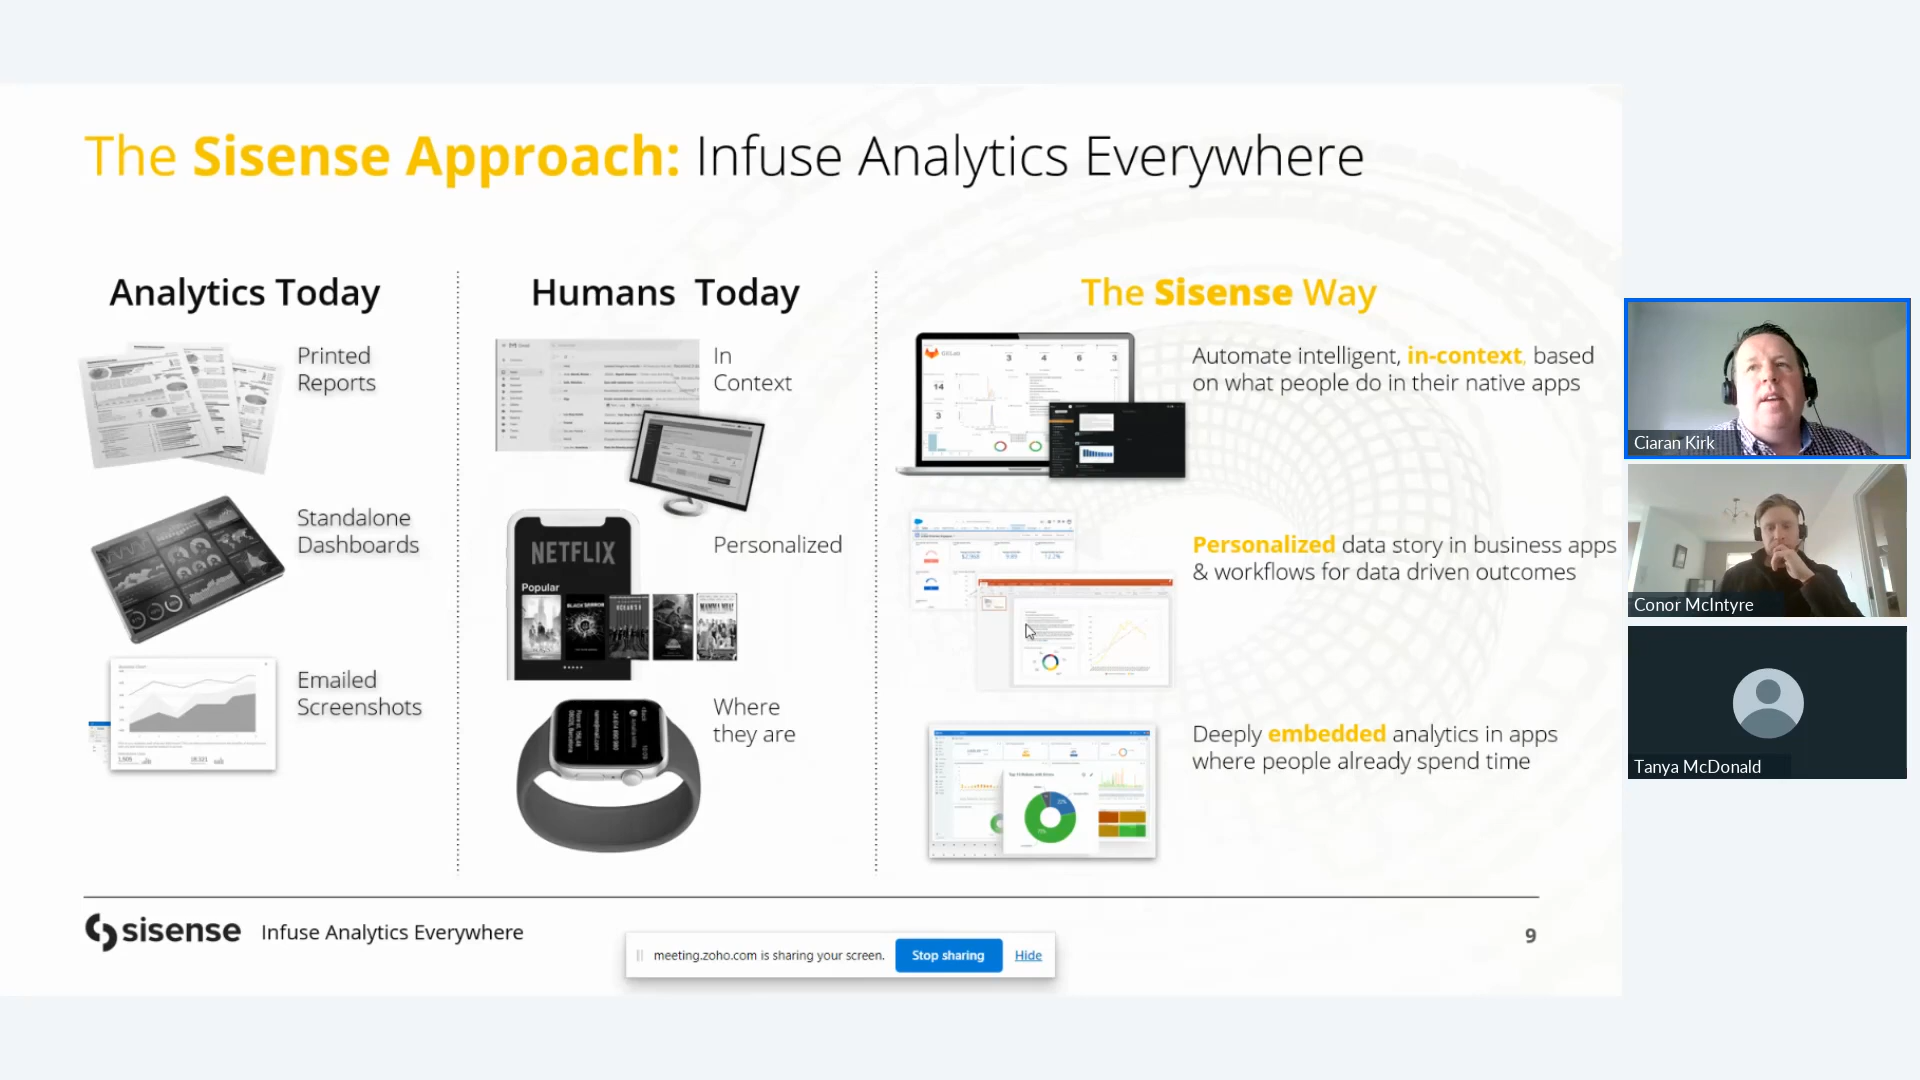 The Sisense Approach: Infuse Analytics Everywhere
Analytics Today
Printed
Reports
Standalone
Dashboards
Emailed
Screenshots
Humans Today
In
Context
NETFLIX
Popular
Personalized
Where
they are
The Sisense Way
Automate intelligent, in-context, based
on what people do in their native apps
Personalized data story in business apps
& workflows for data driven outcomes
Deeply embedded analytics in apps
where people already spend time
sisense
Infuse Analytics Everywhere
9
meeting.zoho.com is sharing your screen.
Stop sharing
Hide
Ciaran Kirk
Conor McIntyre
Tanya McDonald